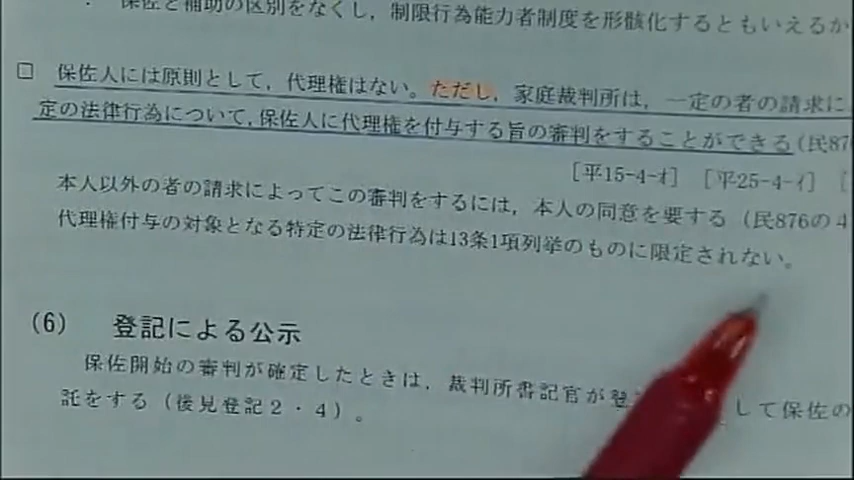 保佐と補助の区別をなくし，制限行為能力者制度を形骸化するともいえるか
□ 保佐人には原則として，代理権はない。ただし，家庭裁判所は，一定の者の請求に
定の法律行為について，保佐人に代理権を付与する旨の審判をすることができる（民87
［平15-4-オ］ ［平25-4-イ］ ［
本人以外の者の請求によってこの審判をするには，本人の同意を要する（民876の4
代理権付与の対象となる特定の法律行為は13条1項列挙のものに限定されない。
(6) 登記による公示
保佐開始の審判が確定したときは，裁判所書記官が登 して保佐の
託をする（後見登記2・4）。